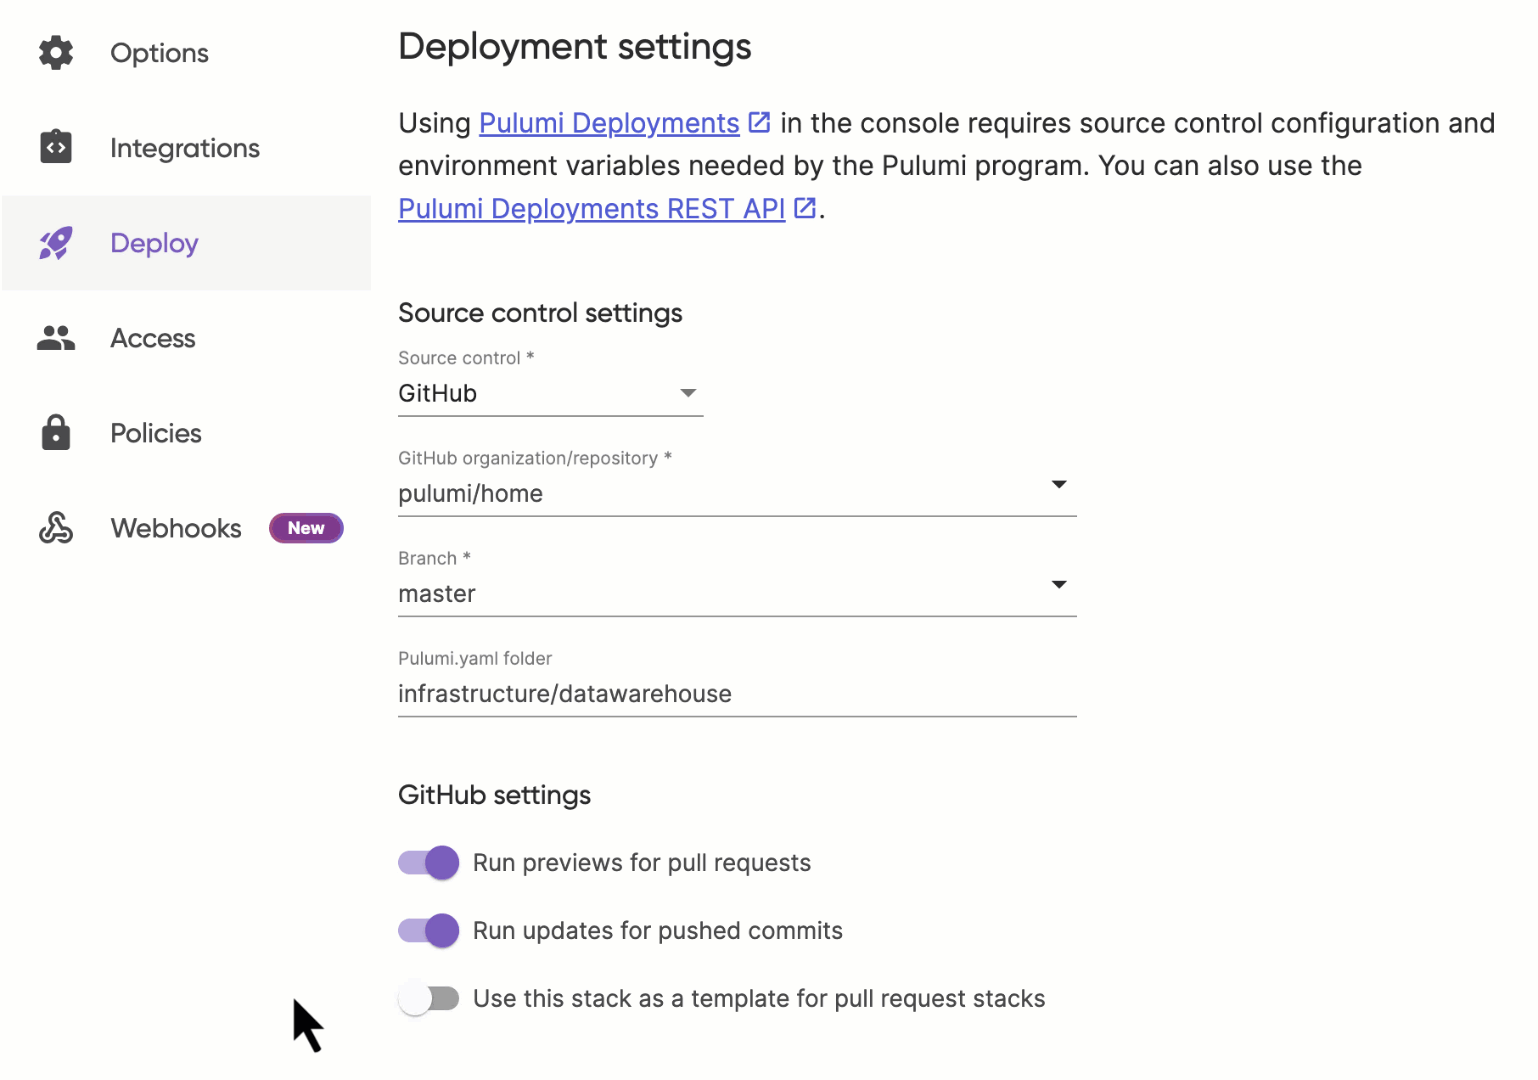 Options
Integrations
Deploy
Access
Policies
Webhooks New
Deployment settings
Using Pulumi Deployments in the console requires source control configuration and
environment variables needed by the Pulumi program. You can also use the
Pulumi Deployments REST API.
Source control settings
Source control *
GitHub
GitHub organization/repository *
pulumi/home
Branch *
master
Pulumi.yaml folder
infrastructure/datawarehouse
GitHub settings
Run previews for pull requests
Run updates for pushed commits
Use this stack as a template for pull request stacks